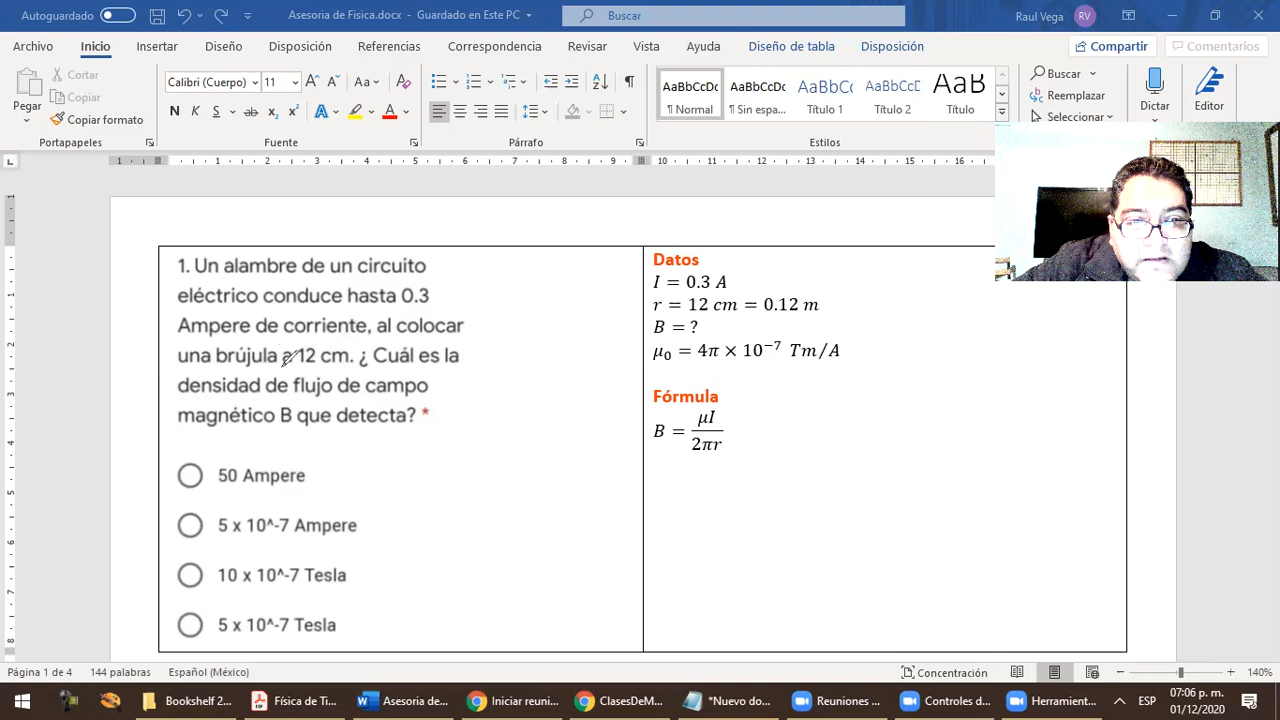 Autoguardado
Asesoria de Fisica.docx - Guardado en Este PC
Buscar
Raul Vega
RV
Archivo
Inicio
Insertar
Diseño
Disposición
Referencias
Correspondencia
Revisar
Vista
Ayuda
Diseño de tabla
Disposición
Compartir
Comentarios
Pegar
Cortar
Copiar
Copiar formato
Portapapeles
Calibri (Cuerpo)
11
N K S ab x₂ x²
Fuente
Párrafo
AaBbCcDc
¶ Normal
AaBbCcDc
¶ Sin espa...
AaBbCc
Título 1
AaBbCcD
Título 2
AaB
Título
Estilos
Buscar
Reemplazar
Seleccionar
Dictar
Editor
1. Un alambre de un circuito
eléctrico conduce hasta 0.3
Ampere de corriente, al colocar
una brújula a 12 cm. ¿ Cuál es la
densidad de flujo de campo
magnético B que detecta? *
50 Ampere
5 x 10^-7 Ampere
10 x 10^-7 Tesla
5 x 10^-7 Tesla
Datos
I = 0.3 A
r = 12 cm = 0.12 m
B = ?
μ₀ = 4π × 10⁻⁷ Tm/A
Fórmula
B = μI / 2πr
Página 1 de 4
144 palabras
Español (México)
Concentración
140%
Bookshelf 2...
Física de Ti...
Asesoria de...
Iniciar reuni...
ClasesDeM...
*Nuevo do...
Reuniones ...
Controles d...
Herramient...
ESP
07:06 p. m.
01/12/2020